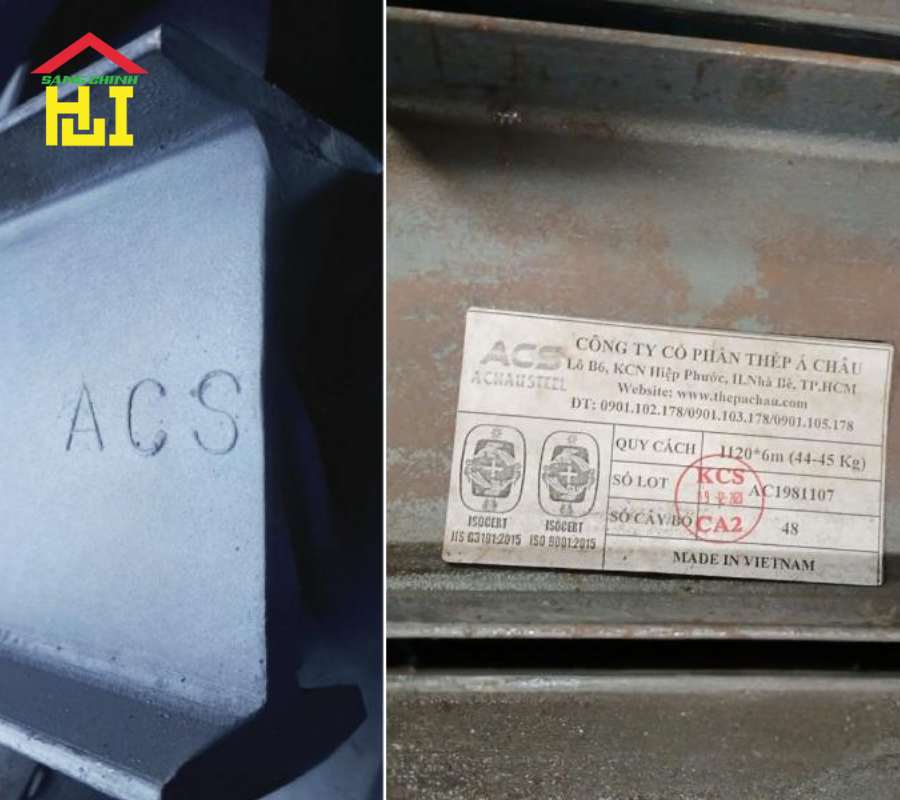 SANG CHINH
ACS
ACS
ACHAUSTEEL
CÔNG TY CỔ PHẦN THÉP Á CHÂU
Lô B6, KCN Hiệp Phước, H.Nhà Bè, TP.HCM
Website: www.thepachau.com
ĐT: 0901.102.178/0901.103.178/0901.105.178
ISOCERT
JIS G3101:2015
ISOCERT
ISO 9001:2015
QUY CÁCH
I120*6m (44-45 Kg)
SỐ LOT
AC1981107
SỐ CÂY/BÓ
48
KCS
CA2
MADE IN VIETNAM